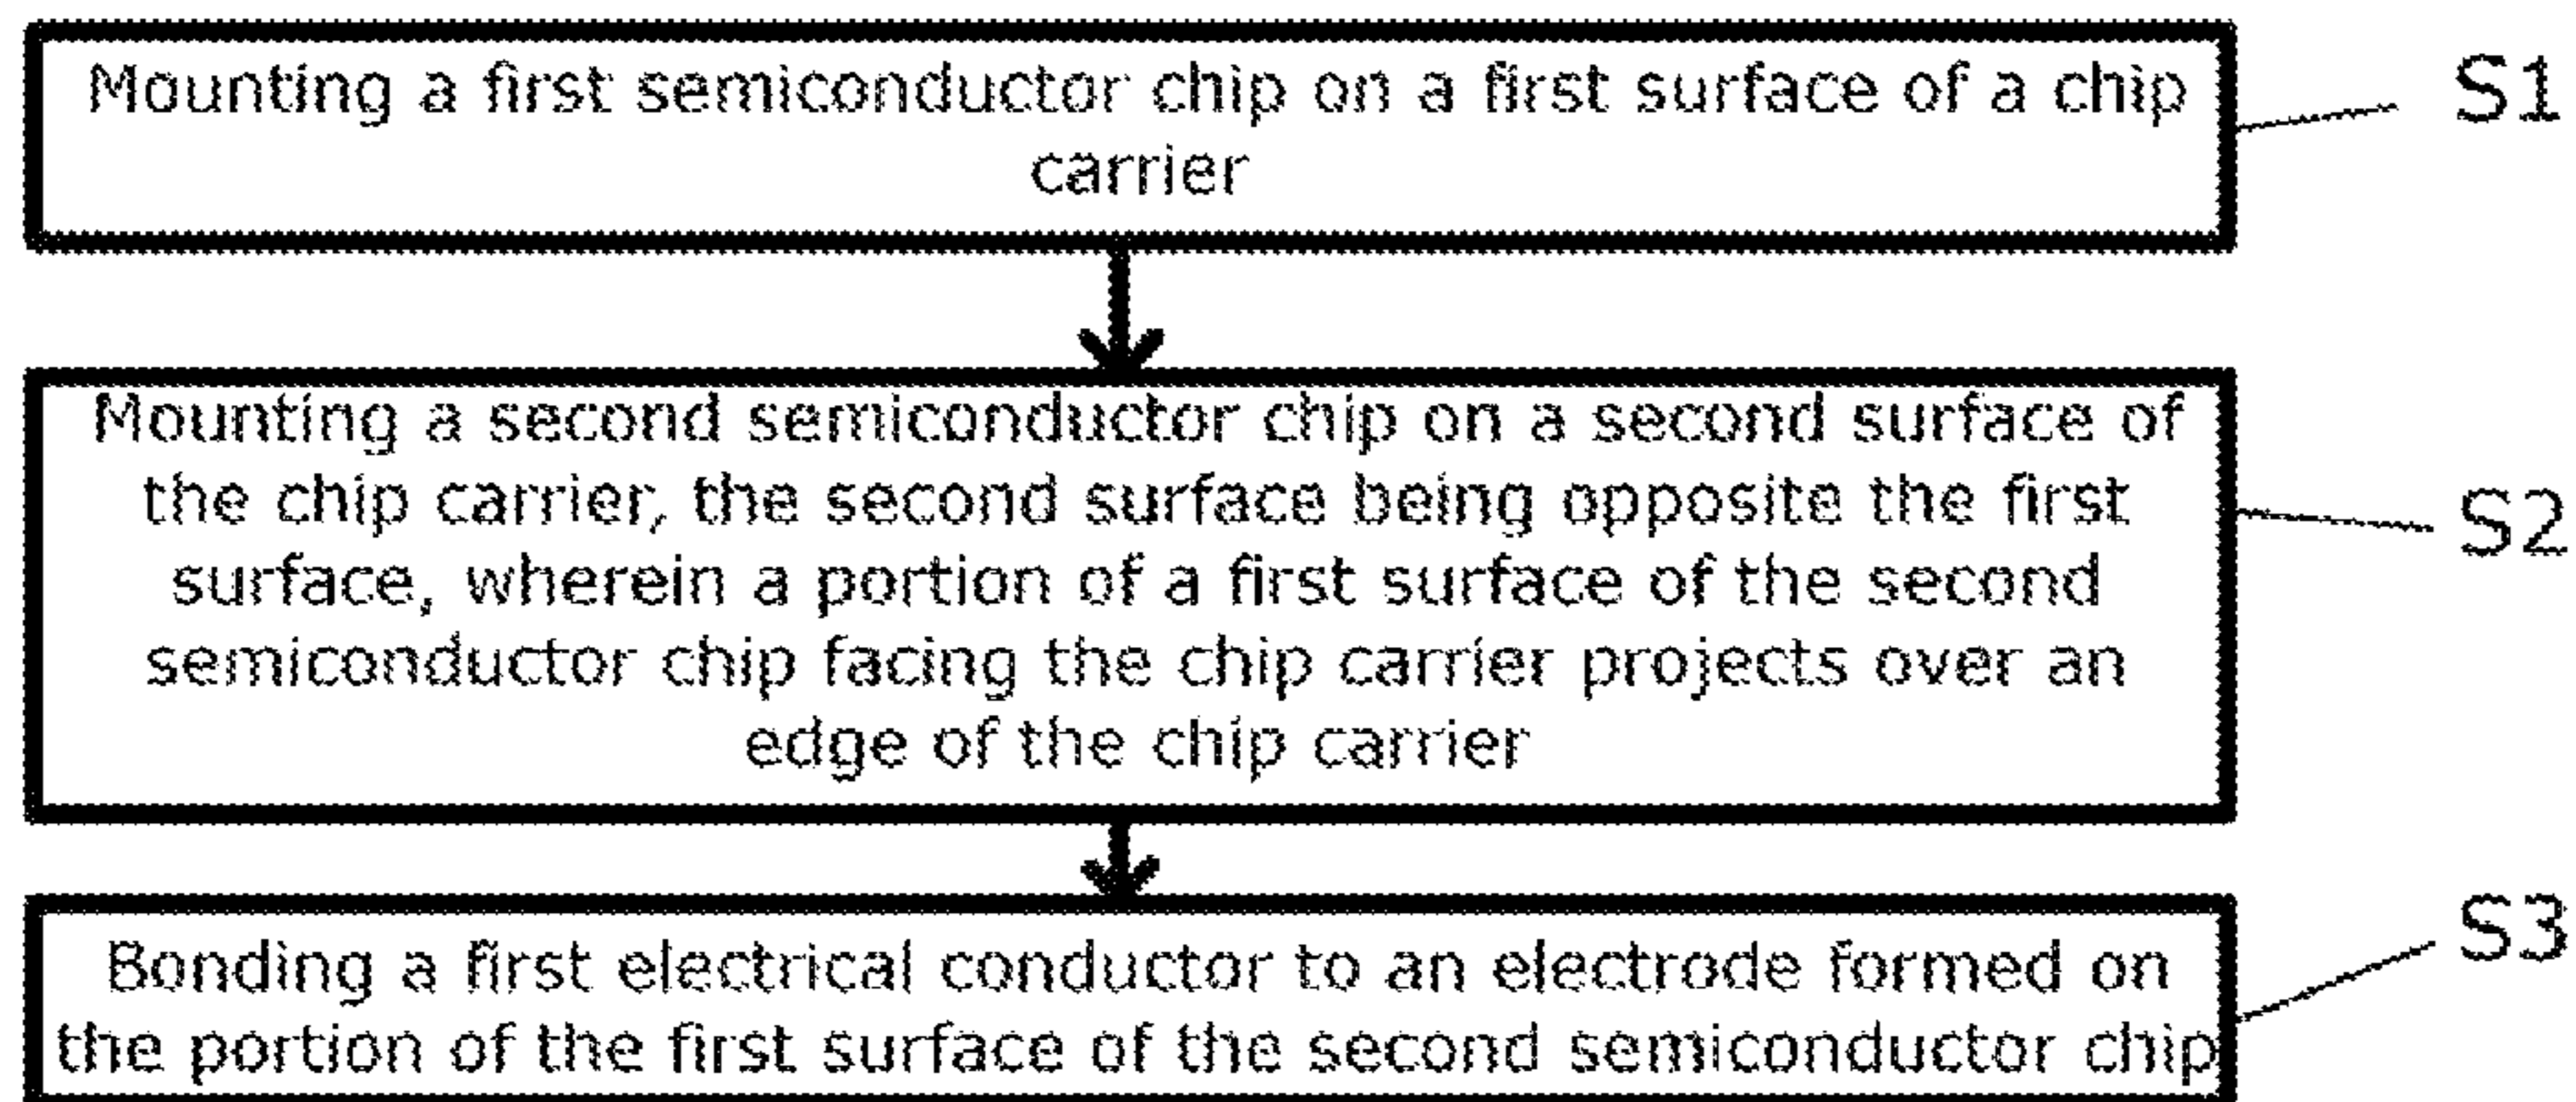 Mounting a first semiconductor chip on a first surface of a chip
carrier
S1
Mounting a second semiconductor chip on a second surface of
the chip carrier, the second surface being opposite the first
surface, wherein a portion of a first surface of the second
semiconductor chip facing the chip carrier projects over an
edge of the chip carrier
S2
Bonding a first electrical conductor to an electrode formed on
the portion of the first surface of the second semiconductor chip
S3